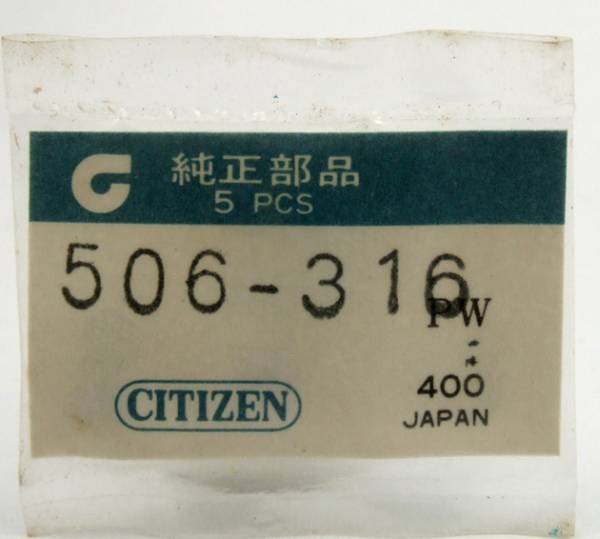 純正部品
5 PCS
506-316
PW
400
CITIZEN
JAPAN